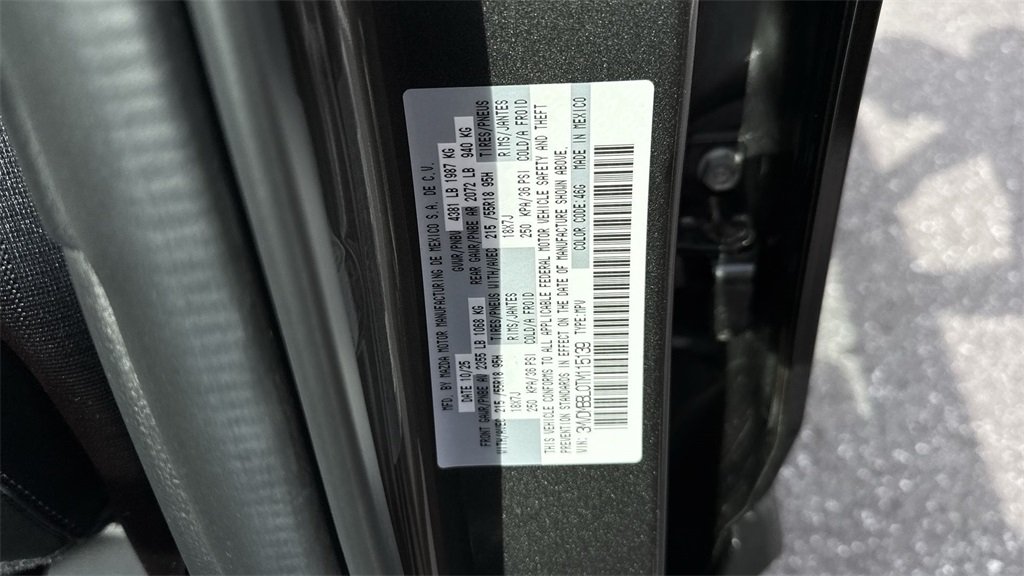 MFD. BY MAZDA MOTOR MANUFACTURING DE MEXICO S.A. DE C.V.
DATE 10/25 GVWR/PNBV 4381 LB 1987 KG
FRONT GAWR/PNBE AV 2355 LB 1068 KG REAR GAWR/PNBE AR 2072 LB 940 KG
WITH/AVEC 215 /55R18 95H TIRES/PNEUS WITH/AVEC 215 /55R18 95H TIRES/PNEUS
18X7J RIMS/JANTES 18X7J RIMS/JANTES
250 KPA/36 PSI COLD/A FROID 250 KPA/36 PSI COLD/A FROID
THIS VEHICLE CONFORMS TO ALL APPLICABLE FEDERAL MOTOR VEHICLE SAFETY AND THEFT
PREVENTION STANDARDS IN EFFECT ON THE DATE OF MANUFACTURE SHOWN ABOVE.
VIN: TYPE:MPV COLOR CODE:46G MADE IN MEXICO